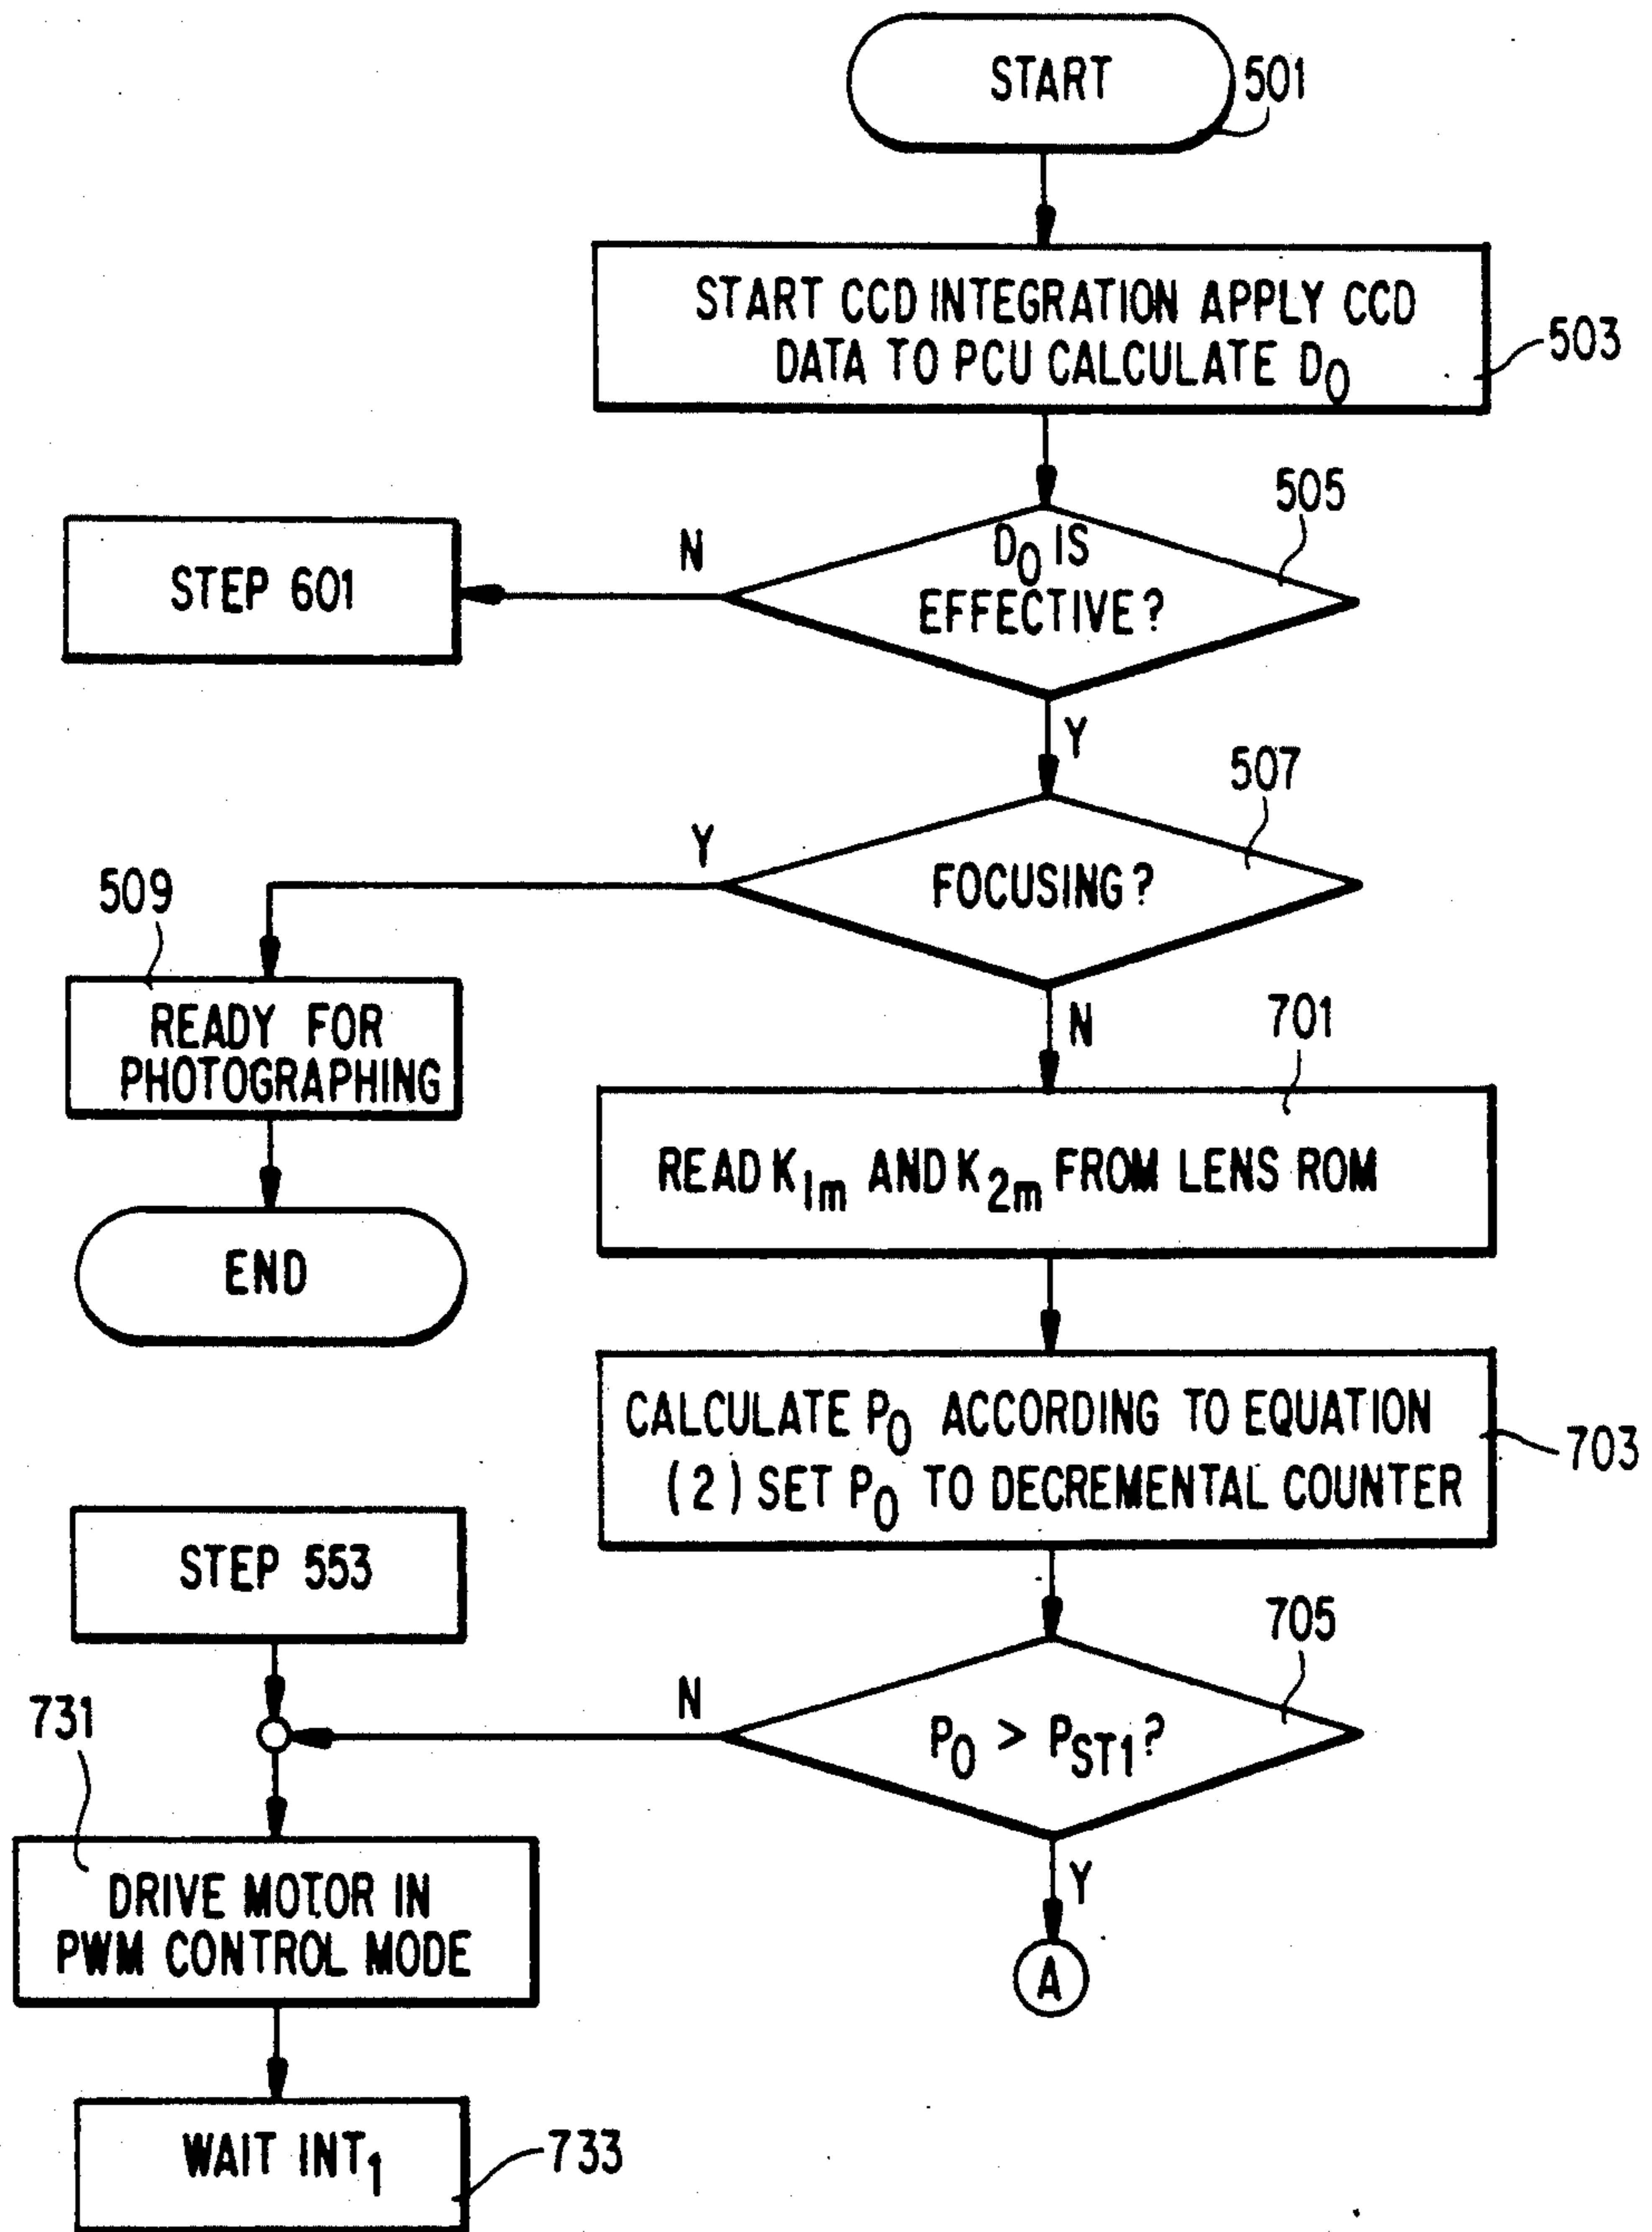 START
501
START CCD INTEGRATION APPLY CCD
DATA TO PCU CALCULATE D0
503
505
D0 IS
EFFECTIVE?
N
STEP 601
Y
507
FOCUSING?
Y
509
READY FOR
PHOTOGRAPHING
END
N
701
READ K1m AND K2m FROM LENS ROM
CALCULATE P0 ACCORDING TO EQUATION
(2) SET P0 TO DECREMENTAL COUNTER
703
STEP 553
705
P0 > PST1?
N
731
DRIVE MOTOR IN
PWM CONTROL MODE
Y
A
WAIT INT1
733